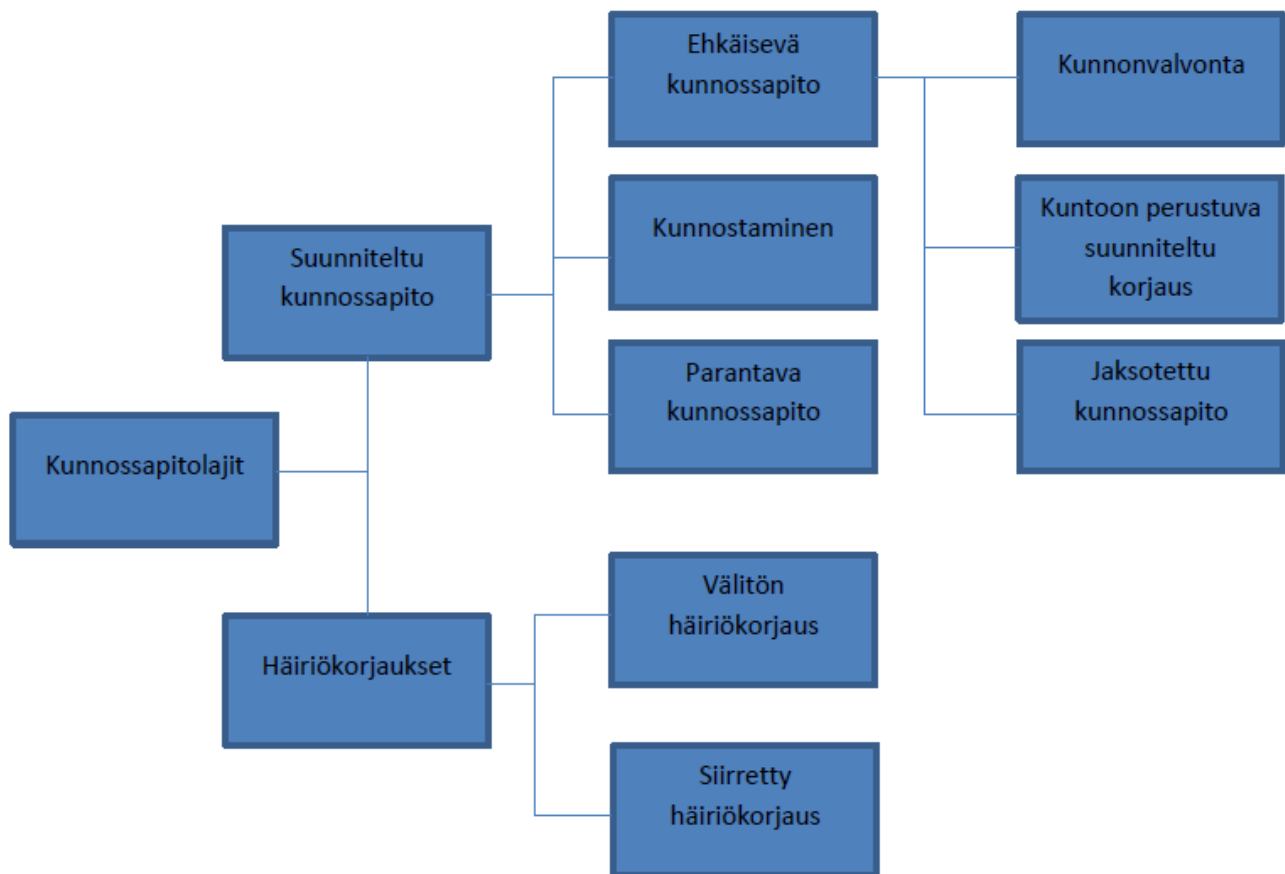 Ehkäisevä
kunnossapito
Kunnonvalvonta
Kunnostaminen
Kuntoon perustuva
suunniteltu
korjaus
Suunniteltu
kunnossapito
Parantava
kunnossapito
Jaksotettu
kunnossapito
Kunnossapitolajit
Välitön
häiriökorjaus
Häiriökorjaukset
Siirretty
häiriökorjaus